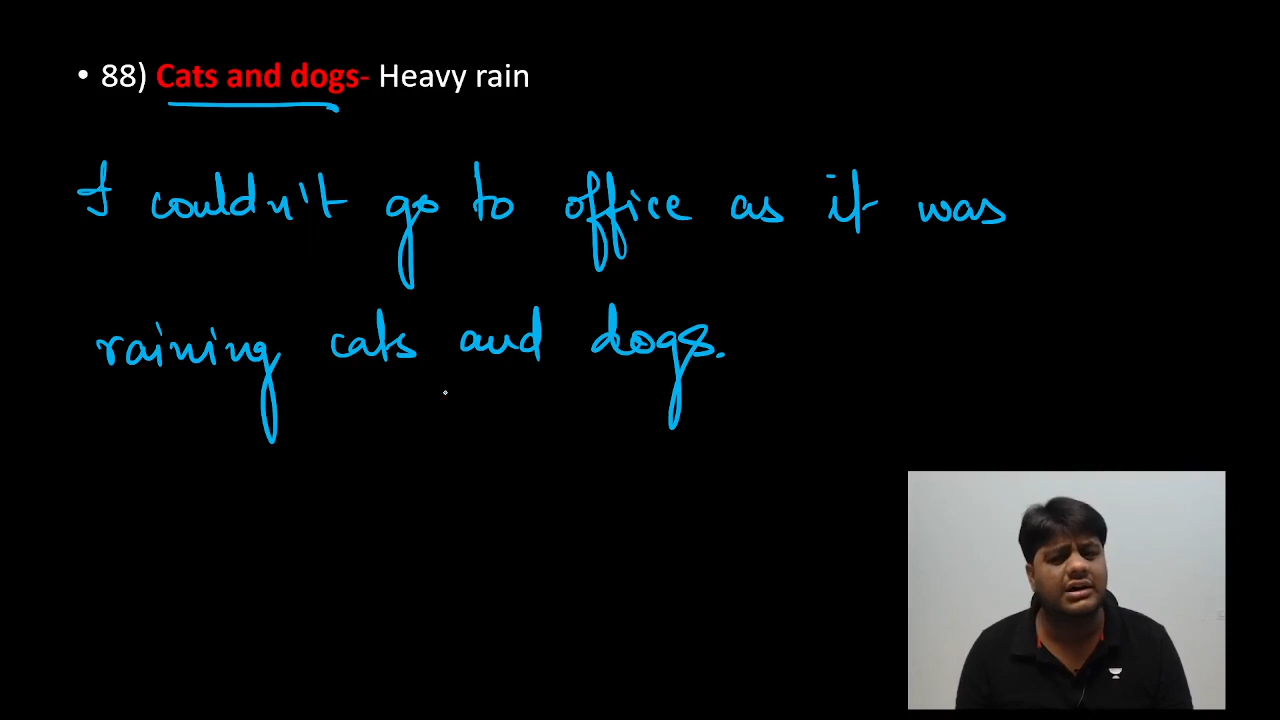 • 88) Cats and dogs- Heavy rain
I couldn't go to office as it was
raining cats and dogs.